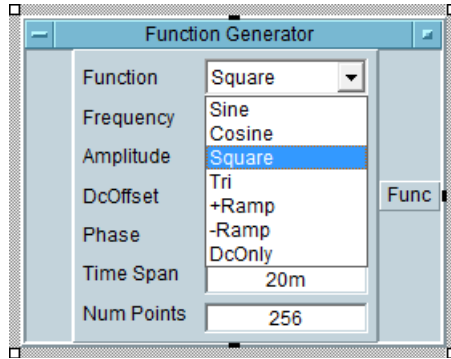 Function Generator
Function Square
Frequency Sine
Cosine
Amplitude Square
Tri
DcOffset +Ramp
Func
Phase -Ramp
DcOnly
Time Span 20m
Num Points 256